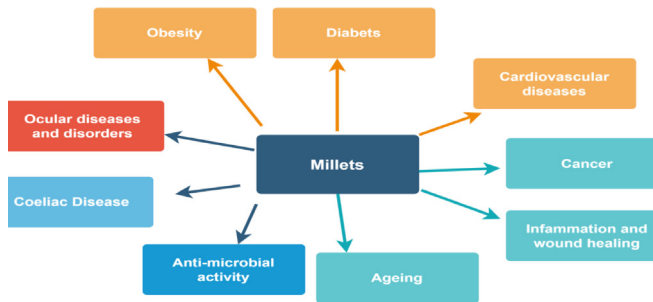 Obesity
Diabets
Cardiovascular
diseases
Ocular diseases
and disorders
Millets
Cancer
Coeliac Disease
Infammation and
wound healing
Anti-microbial
activity
Ageing